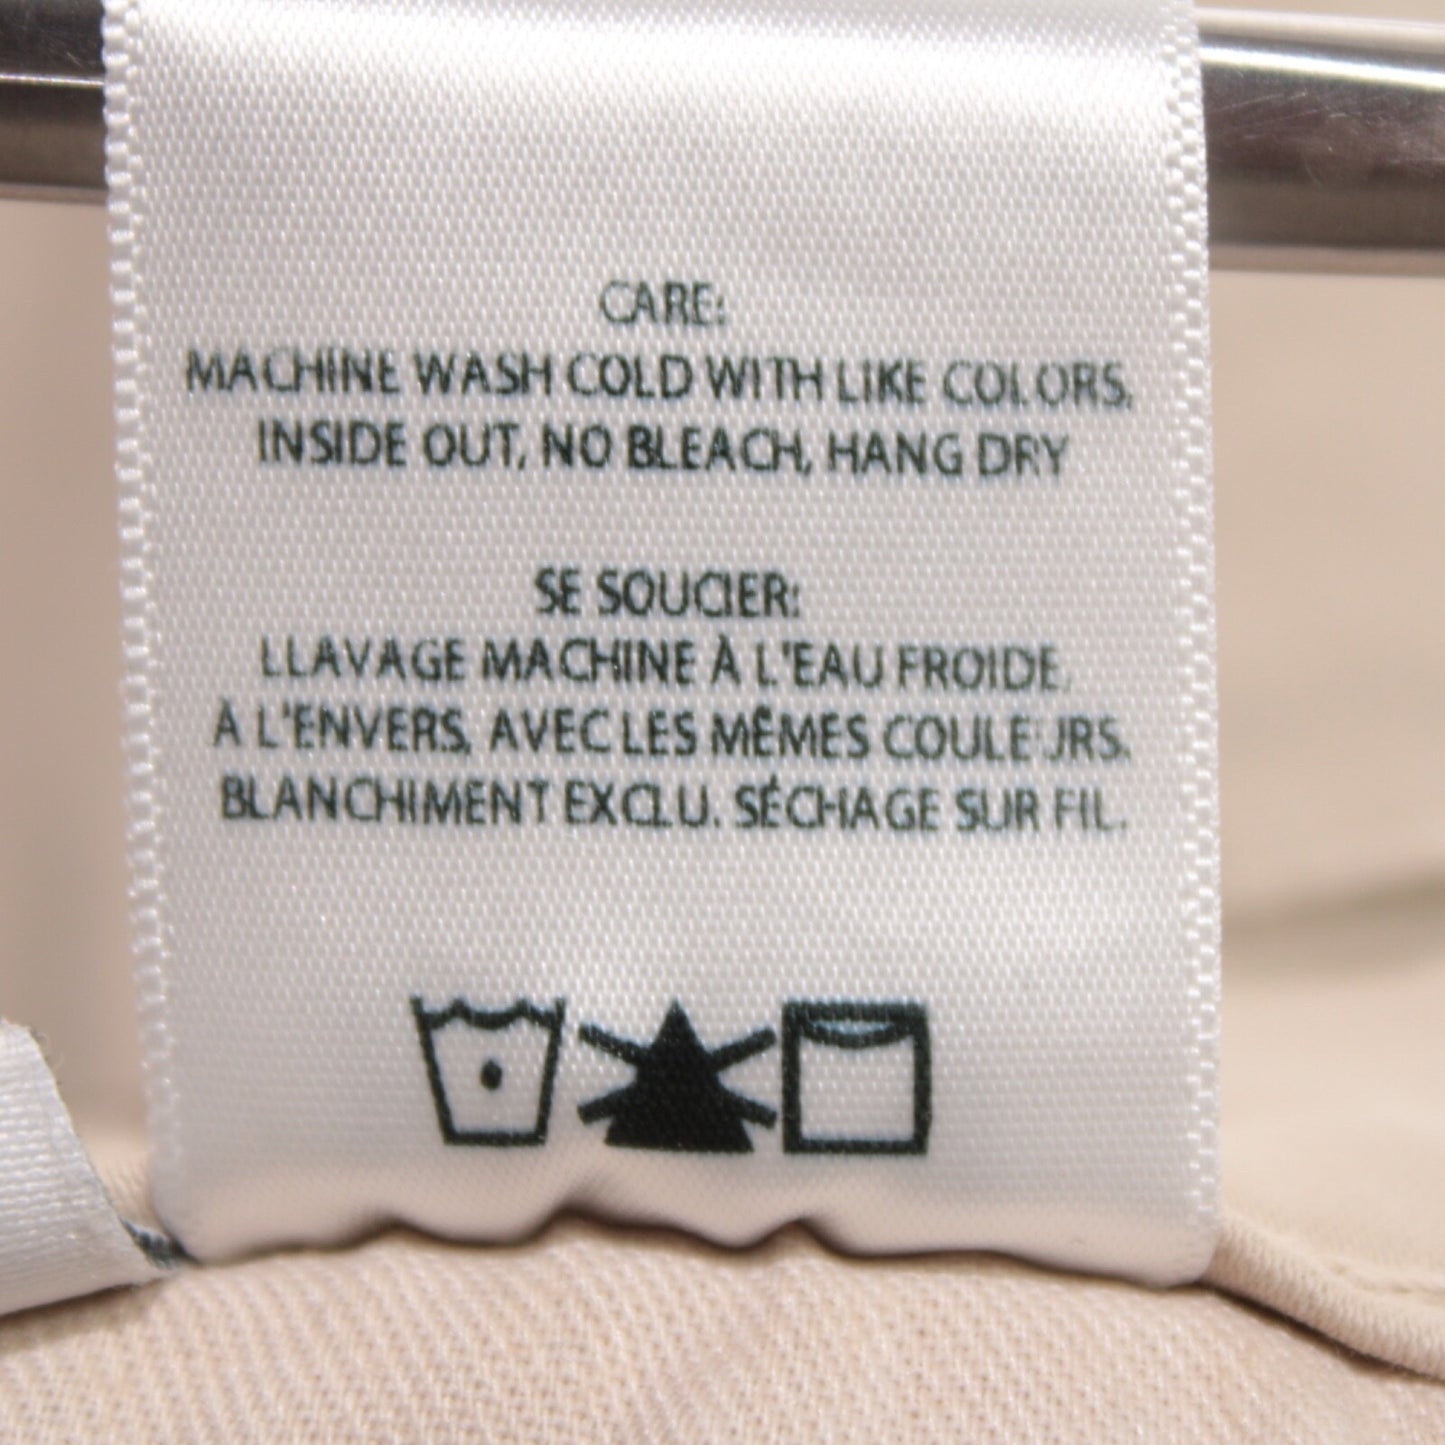 CARE:
MACHINE WASH COLD WITH LIKE COLORS,
INSIDE OUT, NO BLEACH, HANG DRY
SE SOUCIER:
LLAVAGE MACHINE À L'EAU FROIDE,
À L'ENVERS, AVEC LES MÊMES COULEURS.
BLANCHIMENT EXCLU. SÉCHAGE SUR FIL.